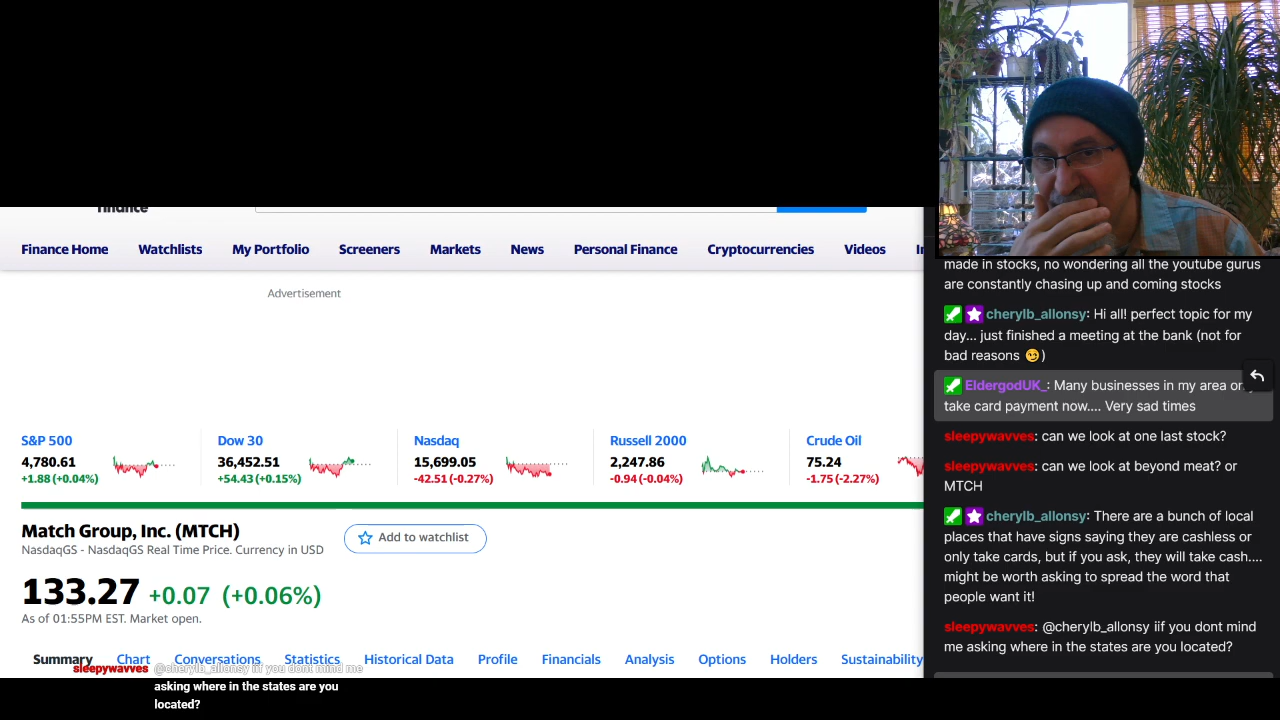 Finance
Finance Home Watchlists My Portfolio Screeners Markets News Personal Finance Cryptocurrencies Videos
Advertisement
S&P 500 Dow 30 Nasdaq Russell 2000 Crude Oil
4,780.61 36,452.51 15,699.05 2,247.86 75.24
+1.88 (+0.04%) +54.43 (+0.15%) -42.51 (-0.27%) -0.94 (-0.04%) -1.75 (-2.27%)
Match Group, Inc. (MTCH)
Add to watchlist
NasdaqGS - NasdaqGS Real Time Price. Currency in USD
133.27 +0.07 (+0.06%)
As of 01:55PM EST. Market open.
Summary Chart Conversations Statistics Historical Data Profile Financials Analysis Options Holders Sustainability
sleepywavves @cherylb_allonsy iif you dont mind me
asking where in the states are you
located?
made in stocks, no wondering all the youtube gurus
are constantly chasing up and coming stocks
cherylb_allonsy: Hi all! perfect topic for my
day... just finished a meeting at the bank (not for
bad reasons 😏)
EldergodUK_: Many businesses in my area only
take card payment now.... Very sad times
sleepywavves: can we look at one last stock?
sleepywavves: can we look at beyond meat? or
MTCH
cherylb_allonsy: There are a bunch of local
places that have signs saying they are cashless or
only take cards, but if you ask, they will take cash....
might be worth asking to spread the word that
people want it!
sleepywavves: @cherylb_allonsy iif you dont mind
me asking where in the states are you located?